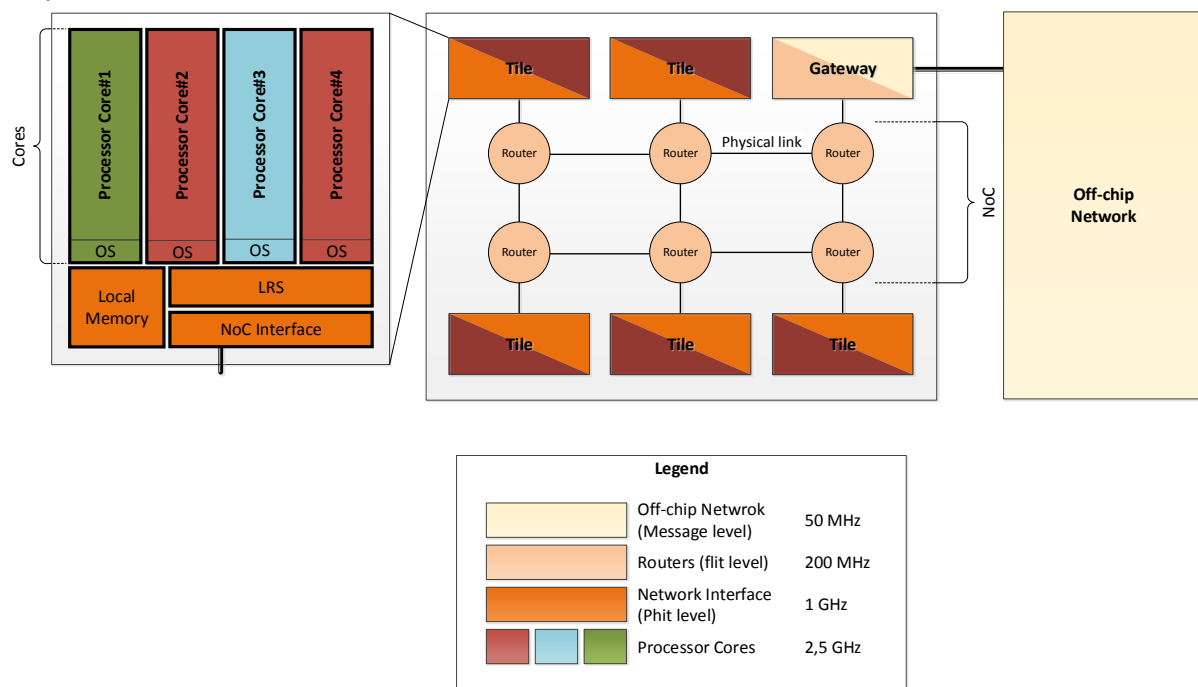 Cores
Processor Core#1
Processor Core#2
Processor Core#3
Processor Core#4
OS
OS
OS
OS
Local
Memory
LRS
NoC Interface
Tile
Tile
Gateway
Router
Router
Physical link
Router
Router
Router
Router
NoC
Tile
Tile
Tile
Off-chip
Network
Legend
Off-chip Netwrok
(Message level)
50 MHz
Routers (flit level)
200 MHz
Network Interface
(Phit level)
1 GHz
Processor Cores
2,5 GHz